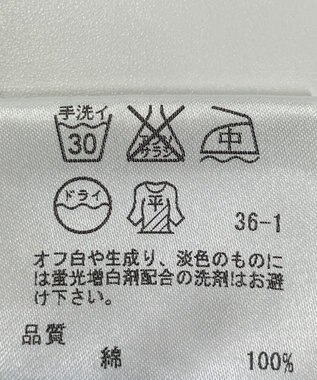 手洗イ
30
エンソ
サラシ
中
ドライ
平
36-1
オフ白や生成り、淡色のものに
は蛍光増白剤配合の洗剤はお避
け下さい。
品質
綿 100%